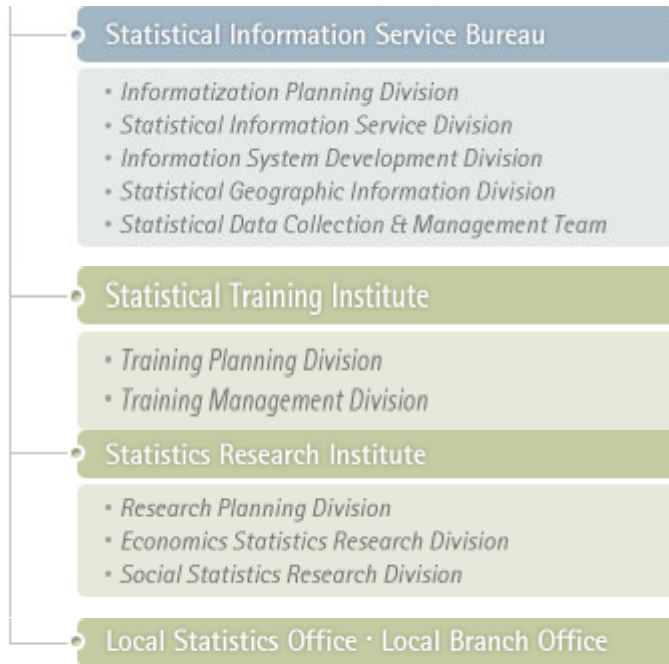 Statistical Information Service Bureau
• Informatization Planning Division
• Statistical Information Service Division
• Information System Development Division
• Statistical Geographic Information Division
• Statistical Data Collection & Management Team
Statistical Training Institute
• Training Planning Division
• Training Management Division
Statistics Research Institute
• Research Planning Division
• Economics Statistics Research Division
• Social Statistics Research Division
Local Statistics Office · Local Branch Office